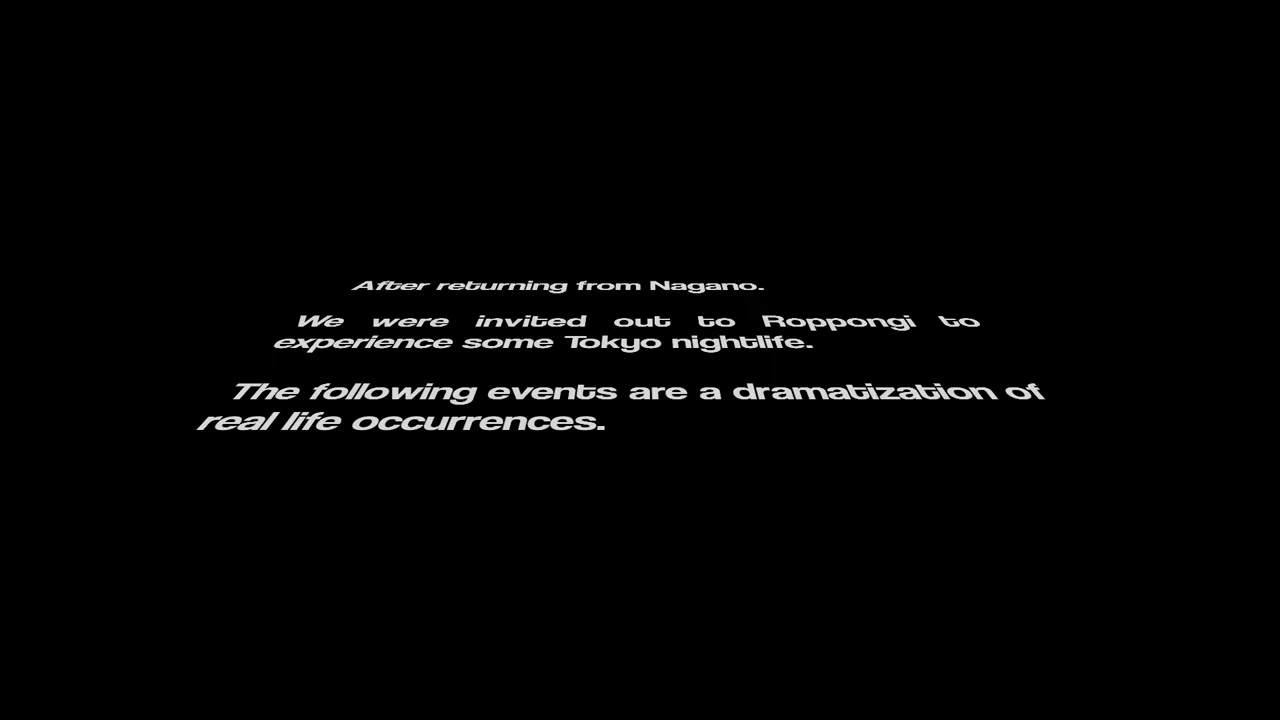 After returning from Nagano.
We were invited out to Roppongi to
experience some Tokyo nightlife.
The following events are a dramatization of
real life occurrences.